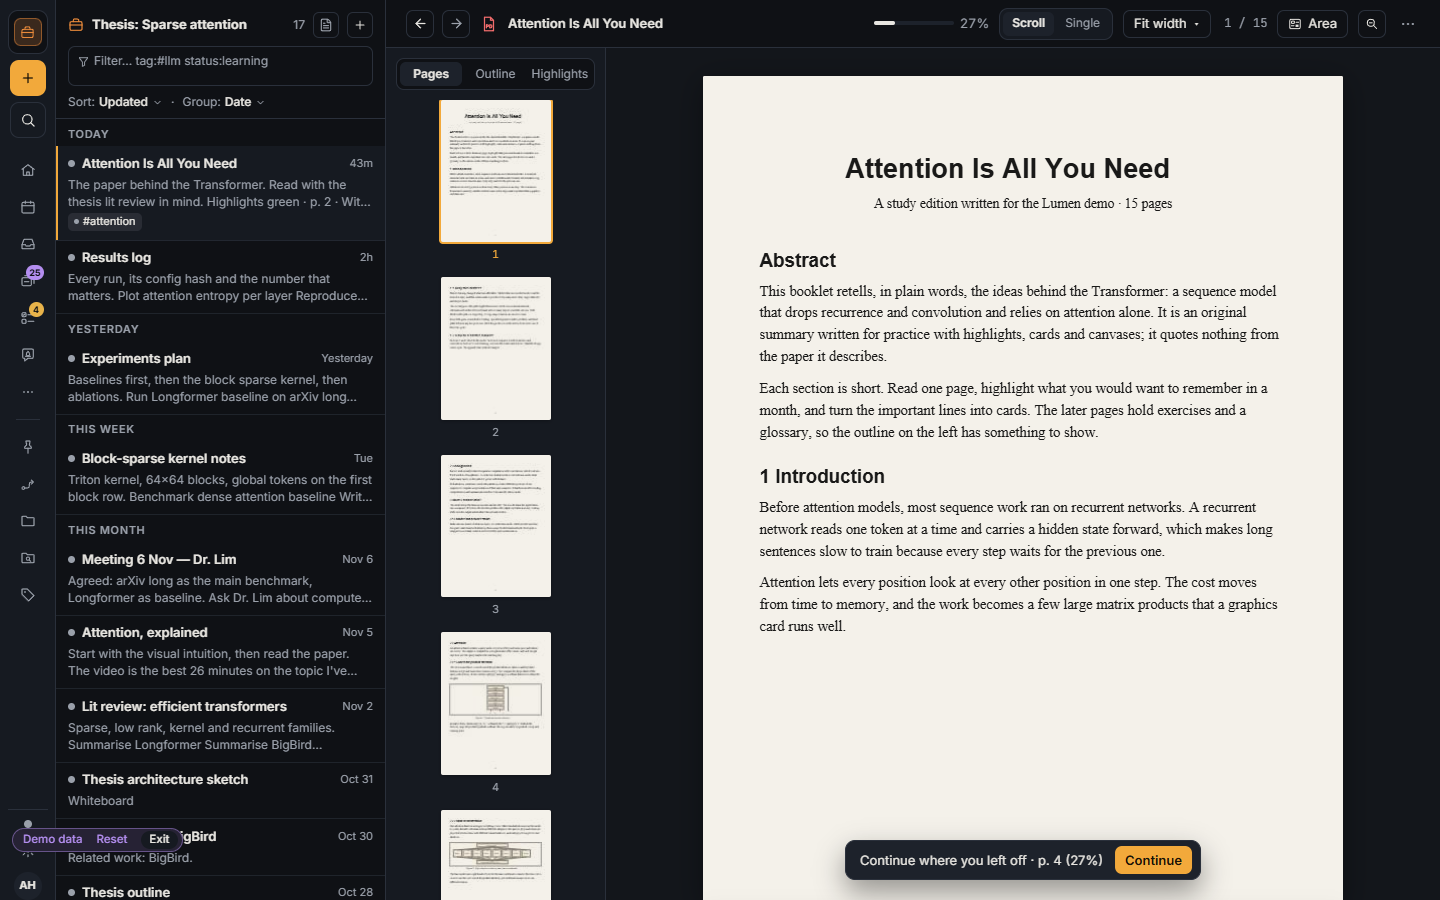 Thesis: Sparse attention
17
Filter... tag:#llm status:learning
Sort: Updated · Group: Date
TODAY
Attention Is All You Need 43m
The paper behind the Transformer. Read with the
thesis lit review in mind. Highlights green · p. 2 · Wit...
#attention
Results log 2h
Every run, its config hash and the number that
matters. Plot attention entropy per layer Reproduce...
YESTERDAY
Experiments plan Yesterday
Baselines first, then the block sparse kernel, then
ablations. Run Longformer baseline on arXiv long...
THIS WEEK
Block-sparse kernel notes Tue
Triton kernel, 64×64 blocks, global tokens on the first
block row. Benchmark dense attention baseline Writ...
THIS MONTH
Meeting 6 Nov — Dr. Lim Nov 6
Agreed: arXiv long as the main benchmark,
Longformer as baseline. Ask Dr. Lim about compute...
Attention, explained Nov 5
Start with the visual intuition, then read the paper.
The video is the best 26 minutes on the topic I've...
Lit review: efficient transformers Nov 2
Sparse, low rank, kernel and recurrent families.
Summarise Longformer Summarise BigBird...
Thesis architecture sketch Oct 31
Whiteboard
igBird Oct 30
Related work: BigBird.
Thesis outline Oct 28
25
4
Demo data Reset Exit
AH
Attention Is All You Need
27%
Scroll Single
Fit width
1 / 15
Area
Pages Outline Highlights
Attention Is All You Need
1
2
3
4
Attention Is All You Need
A study edition written for the Lumen demo · 15 pages
Abstract
This booklet retells, in plain words, the ideas behind the Transformer: a sequence model
that drops recurrence and convolution and relies on attention alone. It is an original
summary written for practice with highlights, cards and canvases; it quotes nothing from
the paper it describes.
Each section is short. Read one page, highlight what you would want to remember in a
month, and turn the important lines into cards. The later pages hold exercises and a
glossary, so the outline on the left has something to show.
1 Introduction
Before attention models, most sequence work ran on recurrent networks. A recurrent
network reads one token at a time and carries a hidden state forward, which makes long
sentences slow to train because every step waits for the previous one.
Attention lets every position look at every other position in one step. The cost moves
from time to memory, and the work becomes a few large matrix products that a graphics
card runs well.
Continue where you left off · p. 4 (27%) Continue